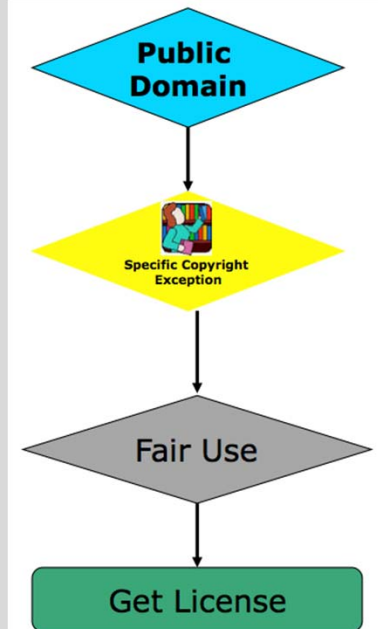 Public
Domain
Specific Copyright
Exception
Fair Use
Get License